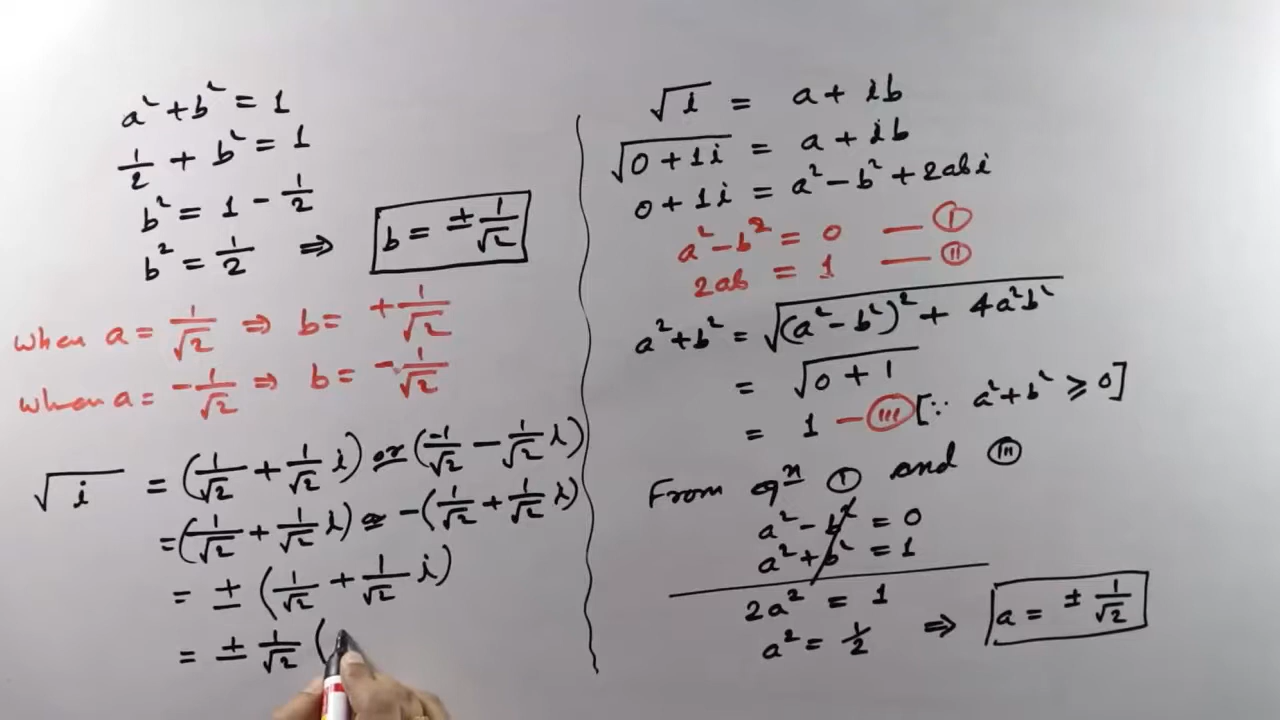 √i = a + ib
√(0 + 1i) = a + ib
0 + 1i = a² - b² + 2abi
a² - b² = 0 — Ⓘ
2ab = 1 — Ⓘ Ⓘ
a² + b² = √((a² - b²)² + 4a²b²)
= √(0 + 1)
= 1 — (III) [∵ a² + b² ≥ 0]
From eqⁿ (I) and (III)
a² - b² = 0
a² + b² = 1
2a² = 1
a² = 1/2 ⇒ a = ± 1/√2
a² + b² = 1
1/2 + b² = 1
b² = 1 - 1/2
b² = 1/2 ⇒ b = ± 1/√2
when a = 1/√2 ⇒ b = + 1/√2
when a = - 1/√2 ⇒ b = - 1/√2
√i = (1/√2 + 1/√2 i) or (-1/√2 - 1/√2 i)
= (1/√2 + 1/√2 i) or -(1/√2 + 1/√2 i)
= ± (1/√2 + 1/√2 i)
= ± 1/√2 (